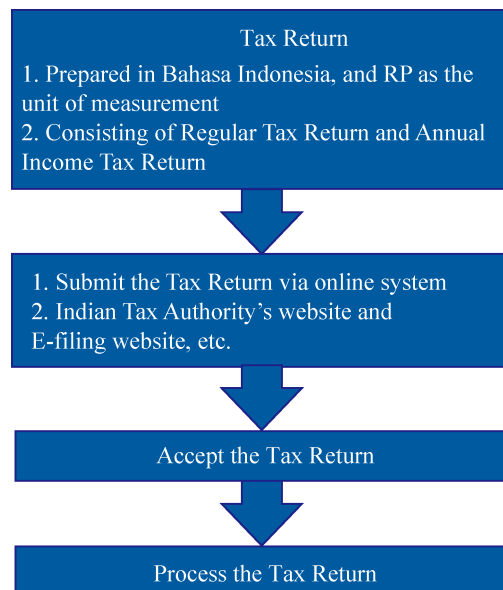 Tax Return
1. Prepared in Bahasa Indonesia, and RP as the
unit of measurement
2. Consisting of Regular Tax Return and Annual
Income Tax Return
1. Submit the Tax Return via online system
2. Indian Tax Authority’s website and
E-filing website, etc.
Accept the Tax Return
Process the Tax Return